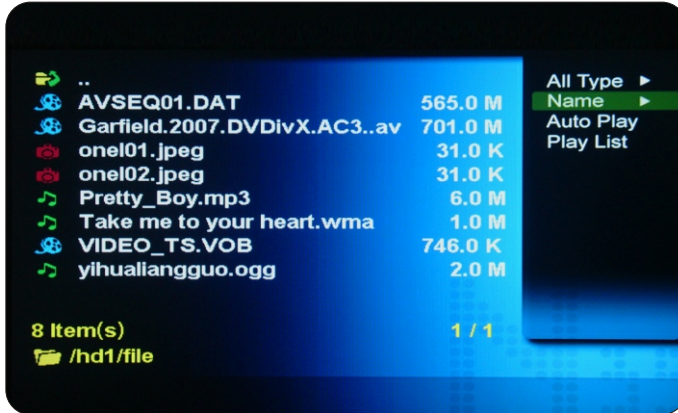 ..
AVSEQ01.DAT 565.0 M
Garfield.2007.DVDivX.AC3..av 701.0 M
onel01.jpeg 31.0 K
onel02.jpeg 31.0 K
Pretty_Boy.mp3 6.0 M
Take me to your heart.wma 1.0 M
VIDEO_TS.VOB 746.0 K
yihualiangguo.ogg 2.0 M
8 Item(s) 1 / 1
/hd1/file
All Type
Name
Auto Play
Play List